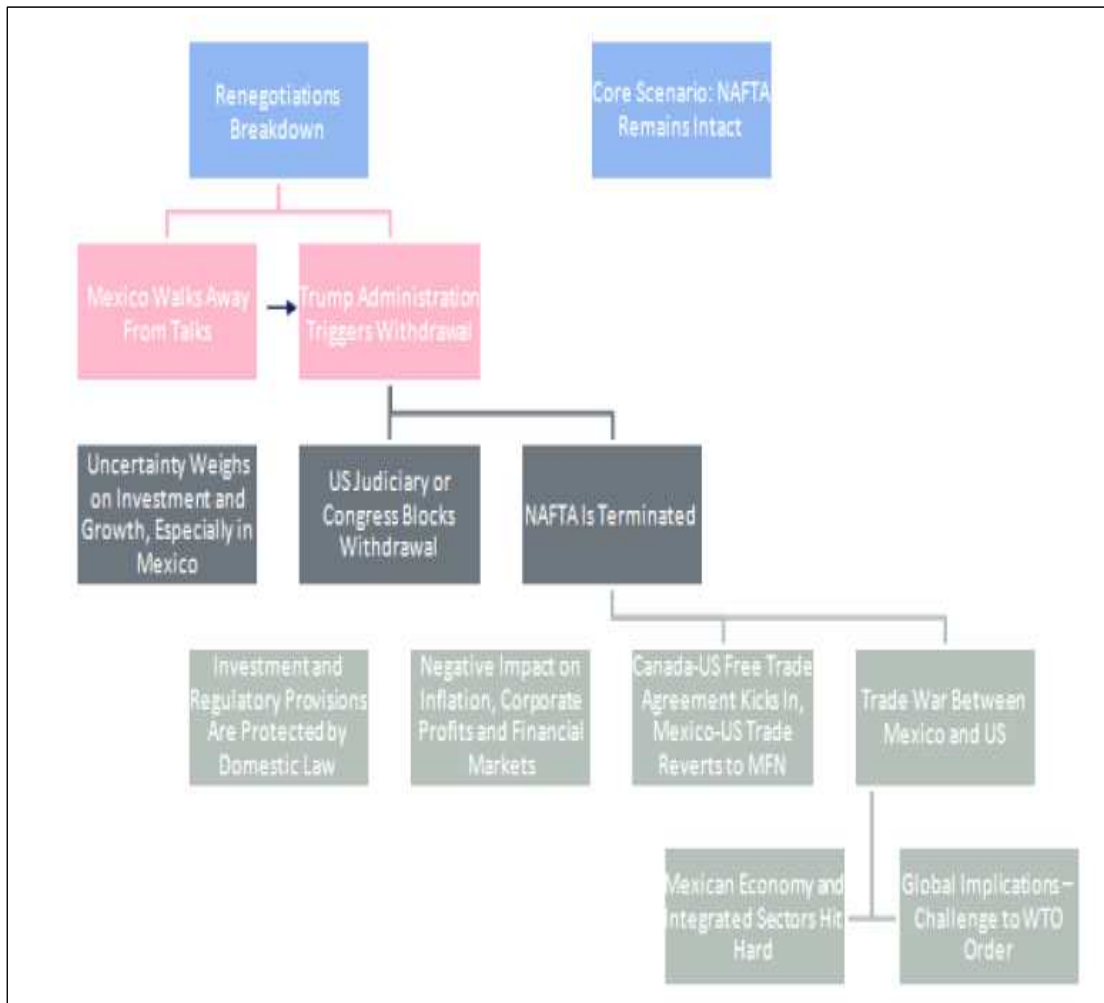 Renegotiations
Breakdown
Core Scenario: NAFTA
Remains Intact
Mexico Walks Away
From Talks
Trump Administration
Triggers Withdrawal
Uncertainty Weighs
on Investment and
Growth, Especially in
Mexico
US Judiciary or
Congress Blocks
Withdrawal
NAFTA Is Terminated
Investment and
Regulatory Provisions
Are Protected by
Domestic Law
Negative Impact on
Inflation, Corporate
Profits and Financial
Markets
Canada-US Free Trade
Agreement Kicks In,
Mexico-US Trade
Reverts to MFN
Trade War Between
Mexico and US
Mexican Economy and
Integrated Sectors Hit
Hard
Global Implications –
Challenge to WTO
Order